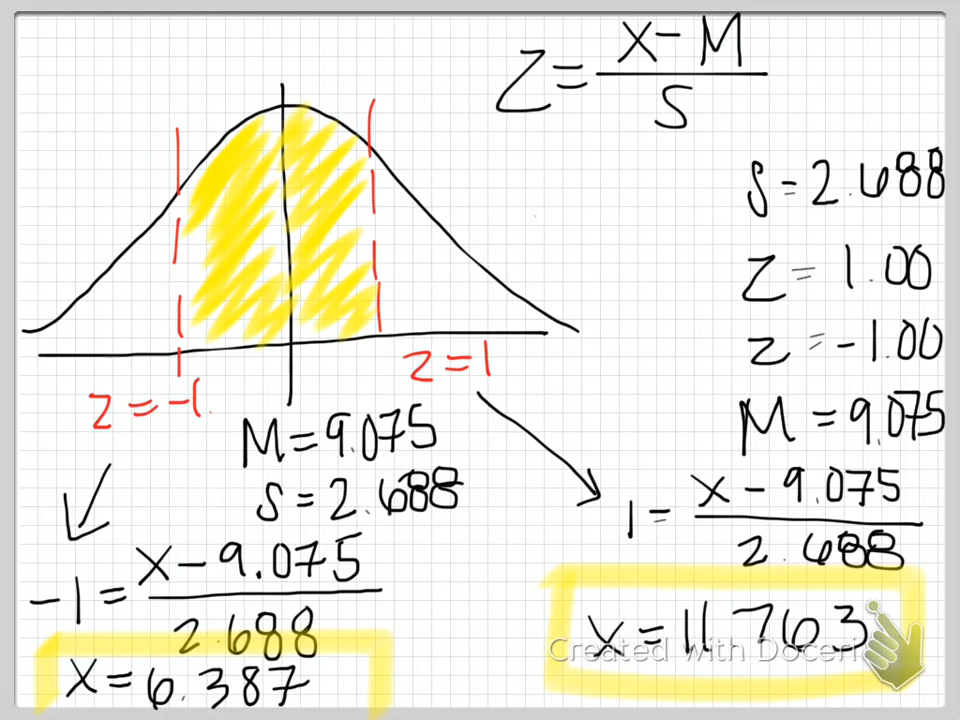 Z = X - M / S
S = 2.688
Z = 1.00
Z = -1.00
M = 9.075
Z = -1
Z = 1
M = 9.075
S = 2.688
-1 = X - 9.075 / 2.688
X = 6.387
1 = X - 9.075 / 2.688
X = 11.763
Created with Doceri